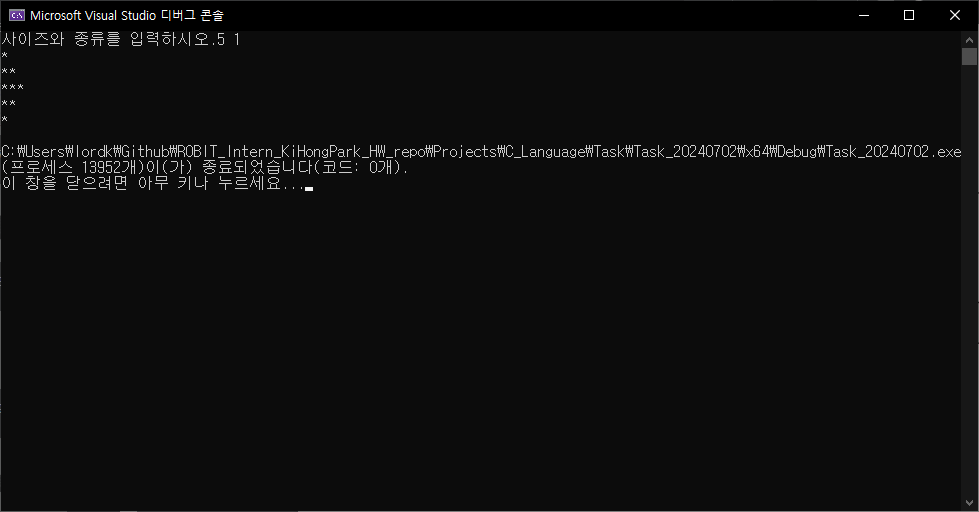 Microsoft Visual Studio 디버그 콘솔
사이즈와 종류를 입력하시오.5 1
*
**
***
**
*
C:\Users\lordk\Github\ROBIT_Intern_KiHongPark_HW_repo\Projects\C_Language\Task\Task_20240702\x64\Debug\Task_20240702.exe
(프로세스 13952개)이(가) 종료되었습니다(코드: 0개).
이 창을 닫으려면 아무 키나 누르세요...